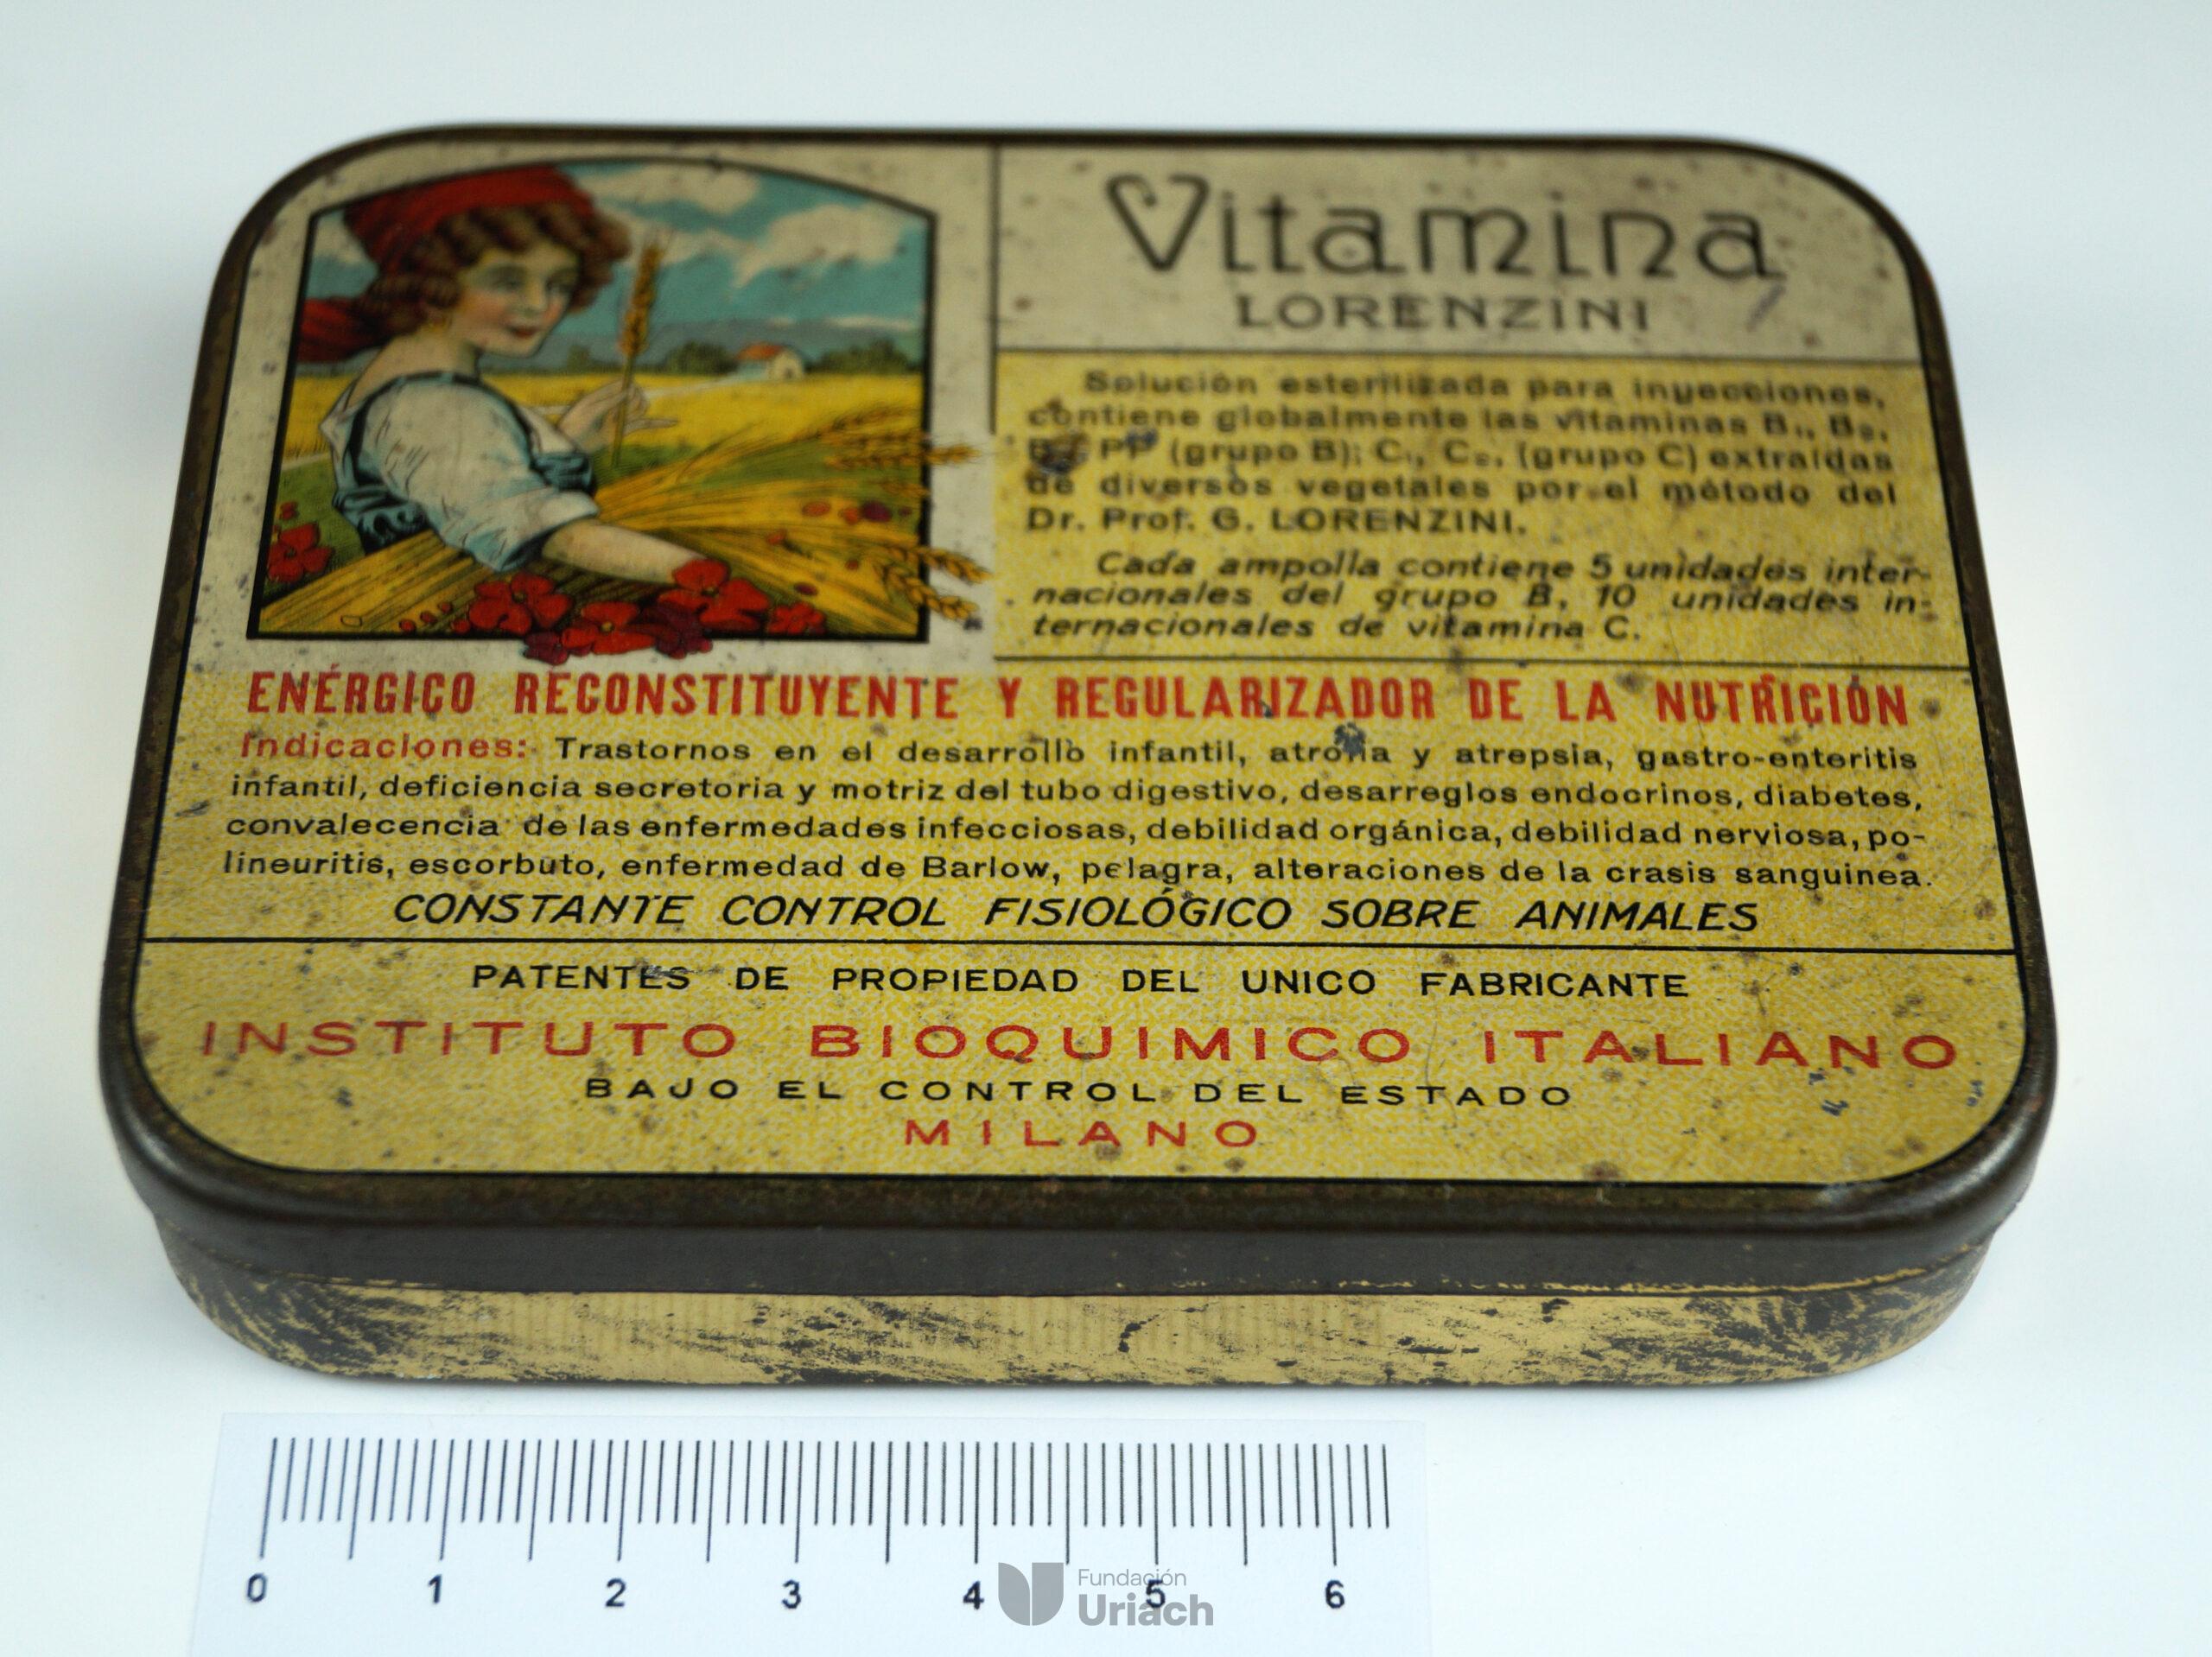 Vitamina
LORENZINI
Solución esterilizada para inyecciones,
contiene globalmente las vitaminas B₁, B₂,
PP (grupo B); C₁, C₂, (grupo C) extraídas
de diversos vegetales por el método del
Dr. Prof. G. LORENZINI.
Cada ampolla contiene 5 unidades inter-
nacionales del grupo B, 10 unidades in-
ternacionales de vitamina C.
ENÉRGICO RECONSTITUYENTE Y REGULARIZADOR DE LA NUTRICIÓN
Indicaciones: Trastornos en el desarrollo infantil, atrofia y atrepsia, gastro-enteritis
infantil, deficiencia secretoria y motriz del tubo digestivo, desarreglos endocrinos, diabetes,
convalecencia de las enfermedades infecciosas, debilidad orgánica, debilidad nerviosa, po-
lineuritis, escorbuto, enfermedad de Barlow, pelagra, alteraciones de la crasis sanguinea.
CONSTANTE CONTROL FISIOLÓGICO SOBRE ANIMALES
PATENTES DE PROPIEDAD DEL UNICO FABRICANTE
INSTITUTO BIOQUIMICO ITALIANO
BAJO EL CONTROL DEL ESTADO
MILANO
0 1 2 3 4 5 6
Fundación
Uriach